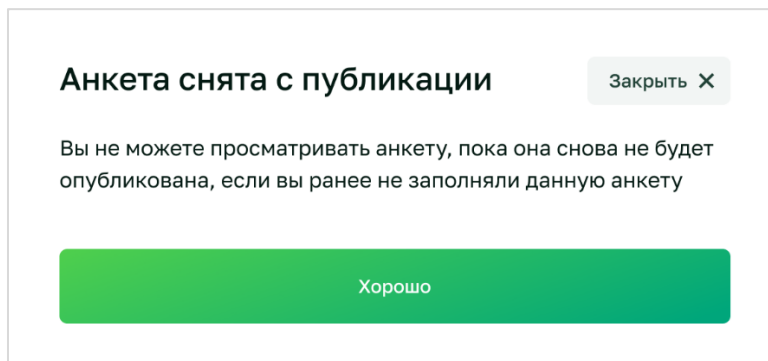 Анкета снята с публикации
Закрыть
Вы не можете просматривать анкету, пока она снова не будет
опубликована, если вы ранее не заполняли данную анкету
Хорошо